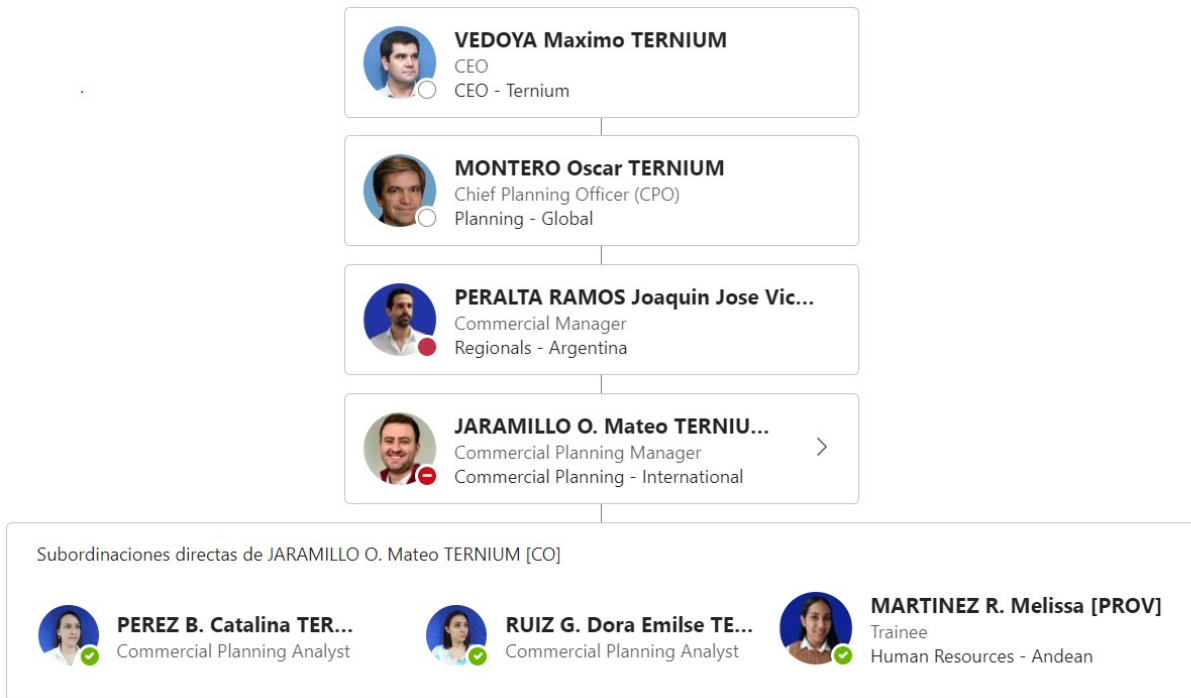 VEDOYA Maximo TERNIUM
CEO
CEO - Ternium
MONTERO Oscar TERNIUM
Chief Planning Officer (CPO)
Planning - Global
PERALTA RAMOS Joaquin Jose Vic...
Commercial Manager
Regionals - Argentina
JARAMILLO O. Mateo TERNIU...
Commercial Planning Manager
Commercial Planning - International
Subordinaciones directas de JARAMILLO O. Mateo TERNIUM [CO]
PEREZ B. Catalina TER...
Commercial Planning Analyst
RUIZ G. Dora Emilse TE...
Commercial Planning Analyst
MARTINEZ R. Melissa [PROV]
Trainee
Human Resources - Andean